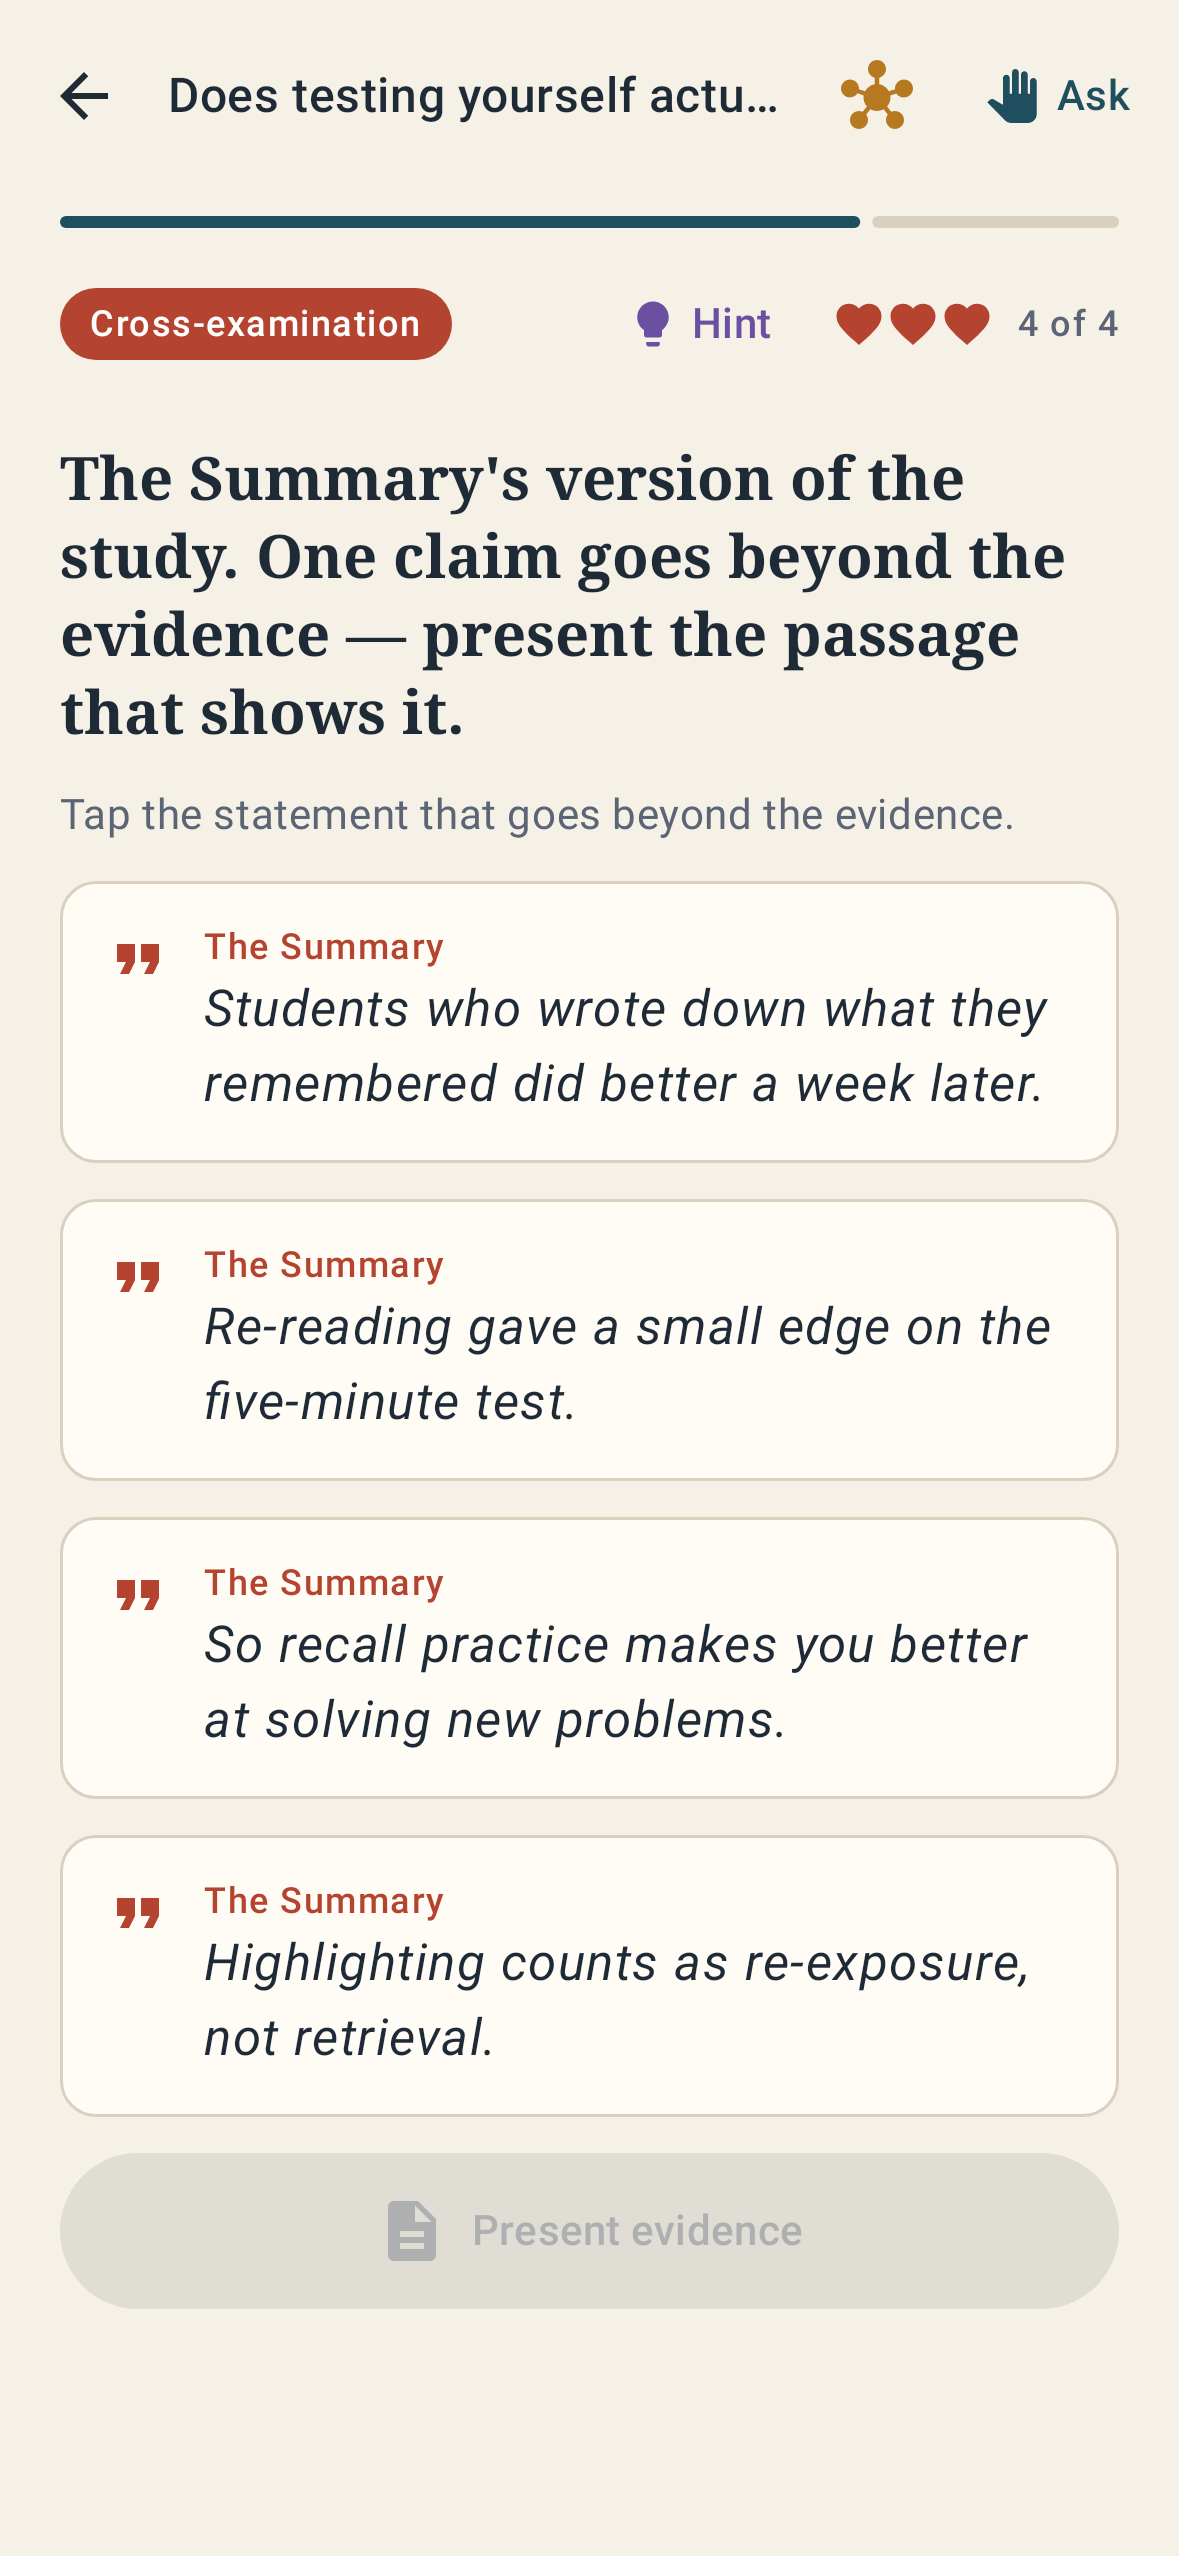 Does testing yourself actu…
Ask
Cross-examination
Hint
4 of 4
The Summary's version of the
study. One claim goes beyond the
evidence — present the passage
that shows it.
Tap the statement that goes beyond the evidence.
The Summary
Students who wrote down what they
remembered did better a week later.
The Summary
Re-reading gave a small edge on the
five-minute test.
The Summary
So recall practice makes you better
at solving new problems.
The Summary
Highlighting counts as re-exposure,
not retrieval.
Present evidence